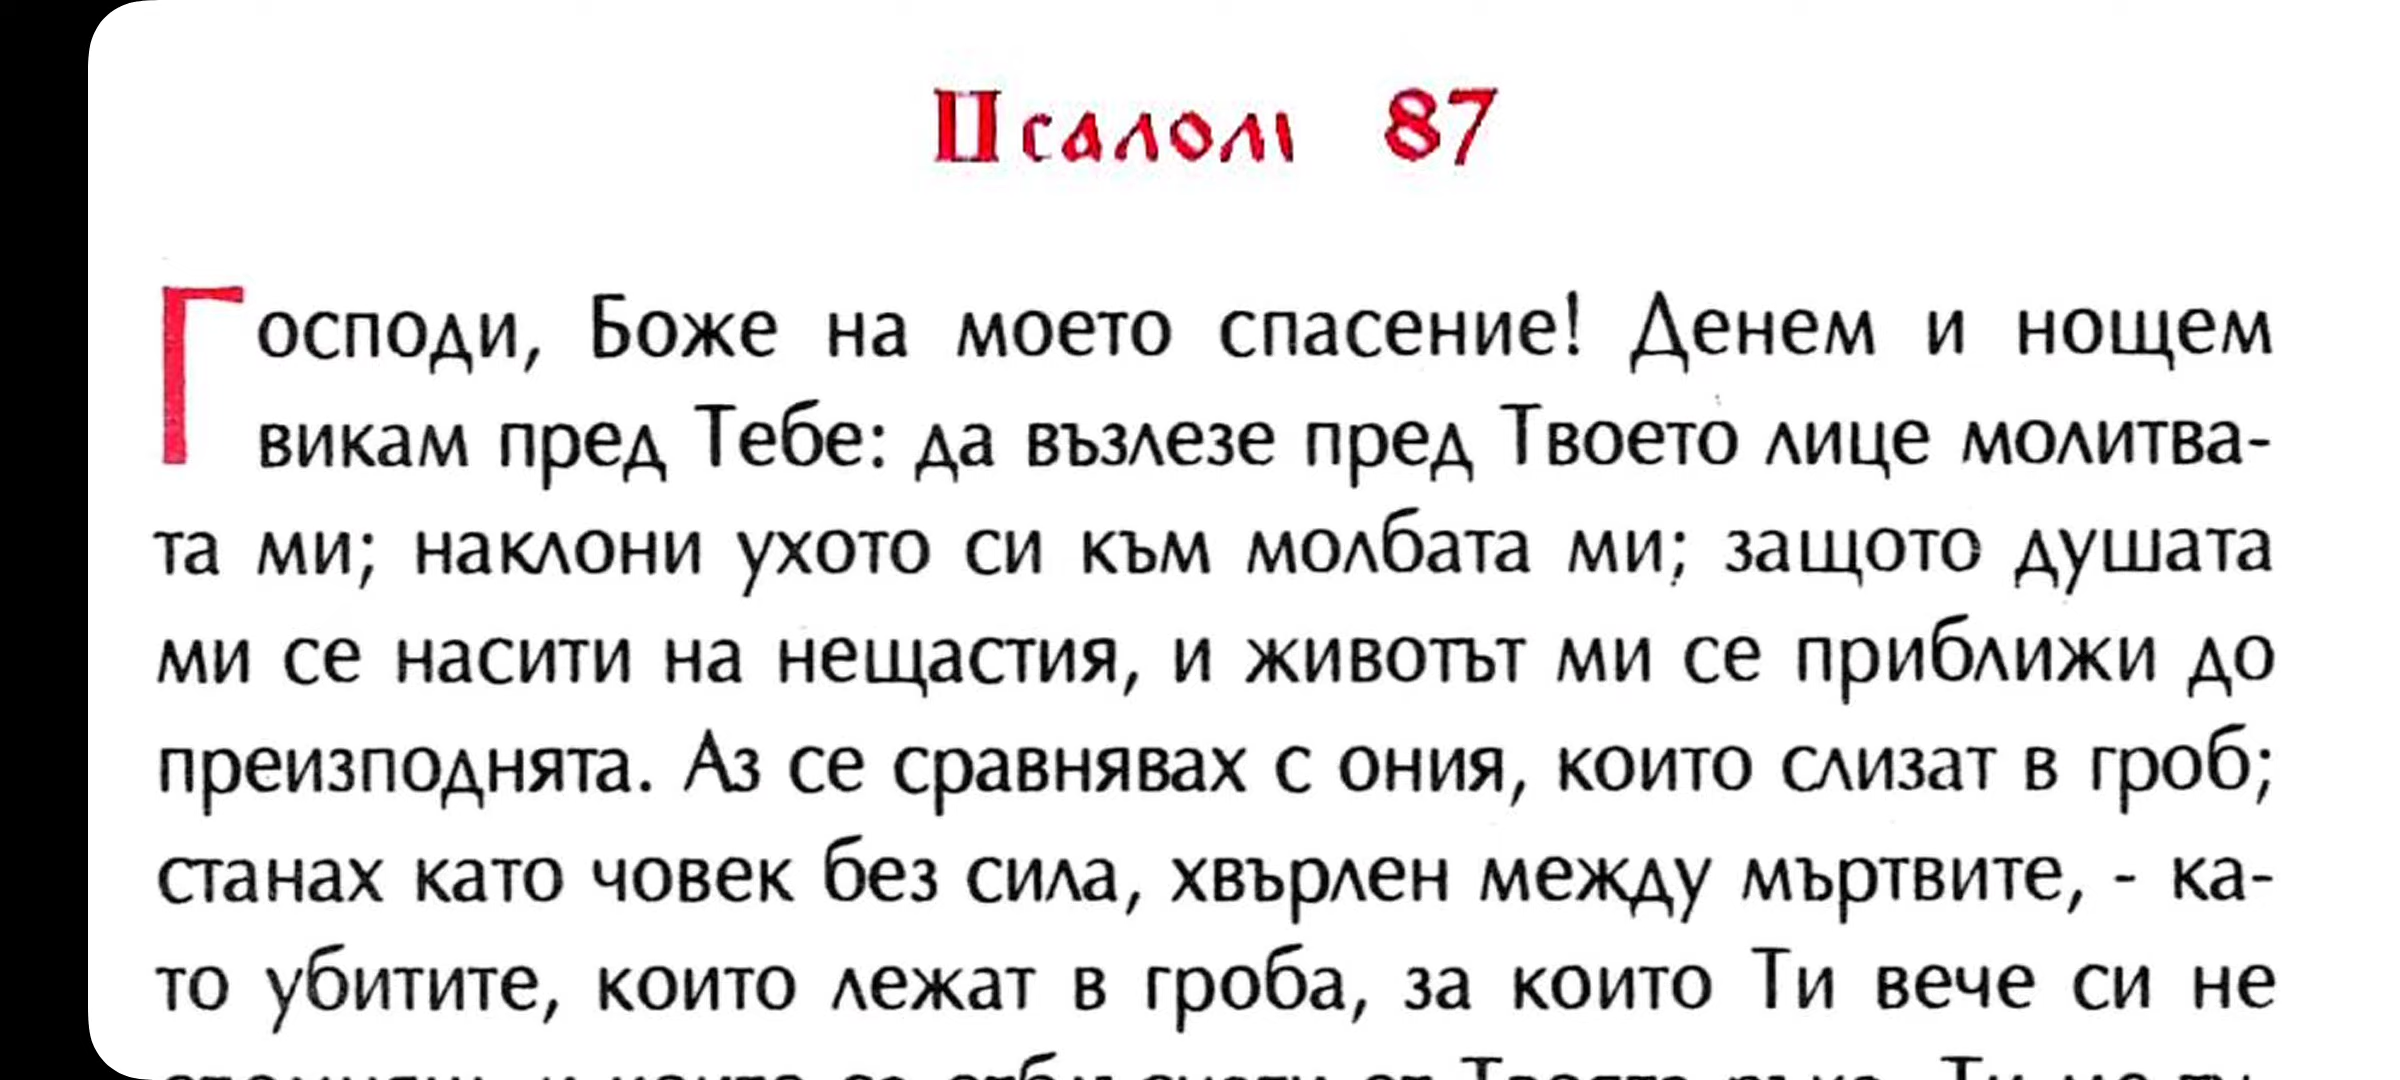 Псалом 87
Господи, Боже на моето спасение! Денем и нощем
викам пред Тебе: да възлезе пред Твоето лице молитва-
та ми; наклони ухото си към молбата ми; защото душата
ми се насити на нещастия, и животът ми се приближи до
преизподнята. Аз се сравнявах с ония, които слизат в гроб;
станах като човек без сила, хвърлен между мъртвите, - ка-
то убитите, които лежат в гроба, за които Ти вече си не